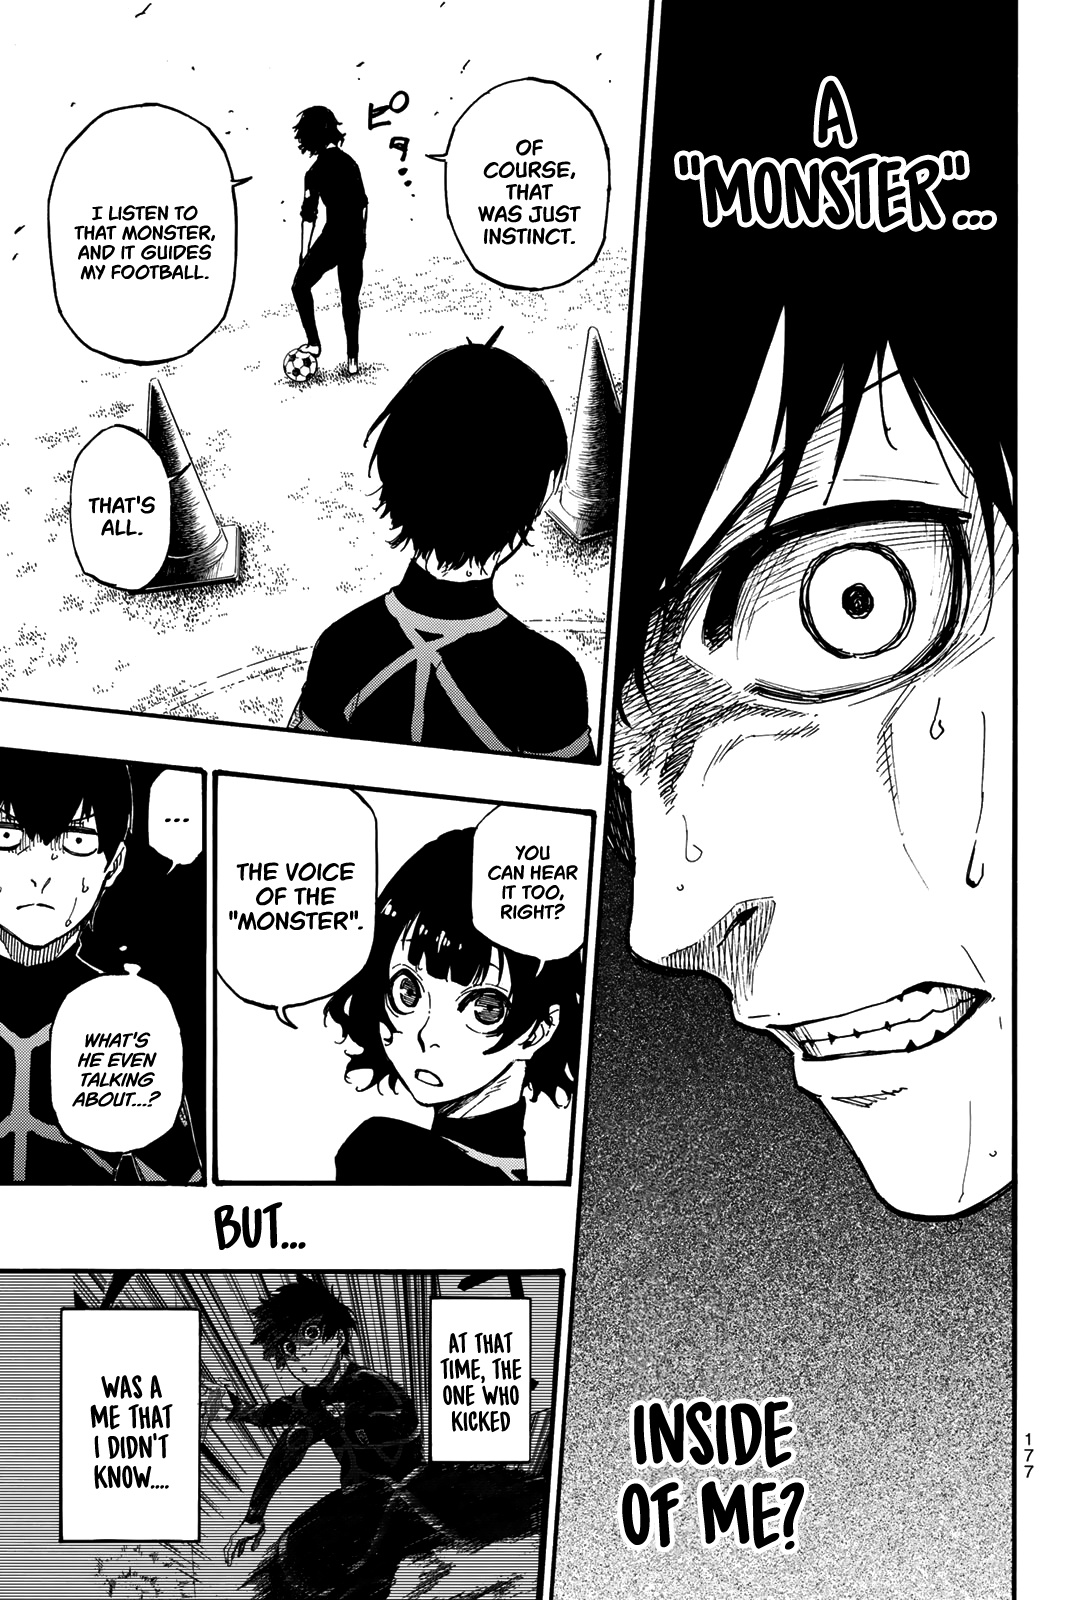 OF
COURSE,
THAT
WAS JUST
INSTINCT.
ピ
タ...
I LISTEN TO
THAT MONSTER,
AND IT GUIDES
MY FOOTBALL.
THAT'S
ALL.
YOU
CAN HEAR
IT TOO,
RIGHT?
THE VOICE
OF THE
"MONSTER".
....
WHAT'S
HE EVEN
TALKING
ABOUT...?
BUT...
AT THAT
TIME, THE
ONE WHO
KICKED
WAS A
ME THAT
I DIDN'T
KNOW....
A
"MONSTER"...
INSIDE
OF ME?
177